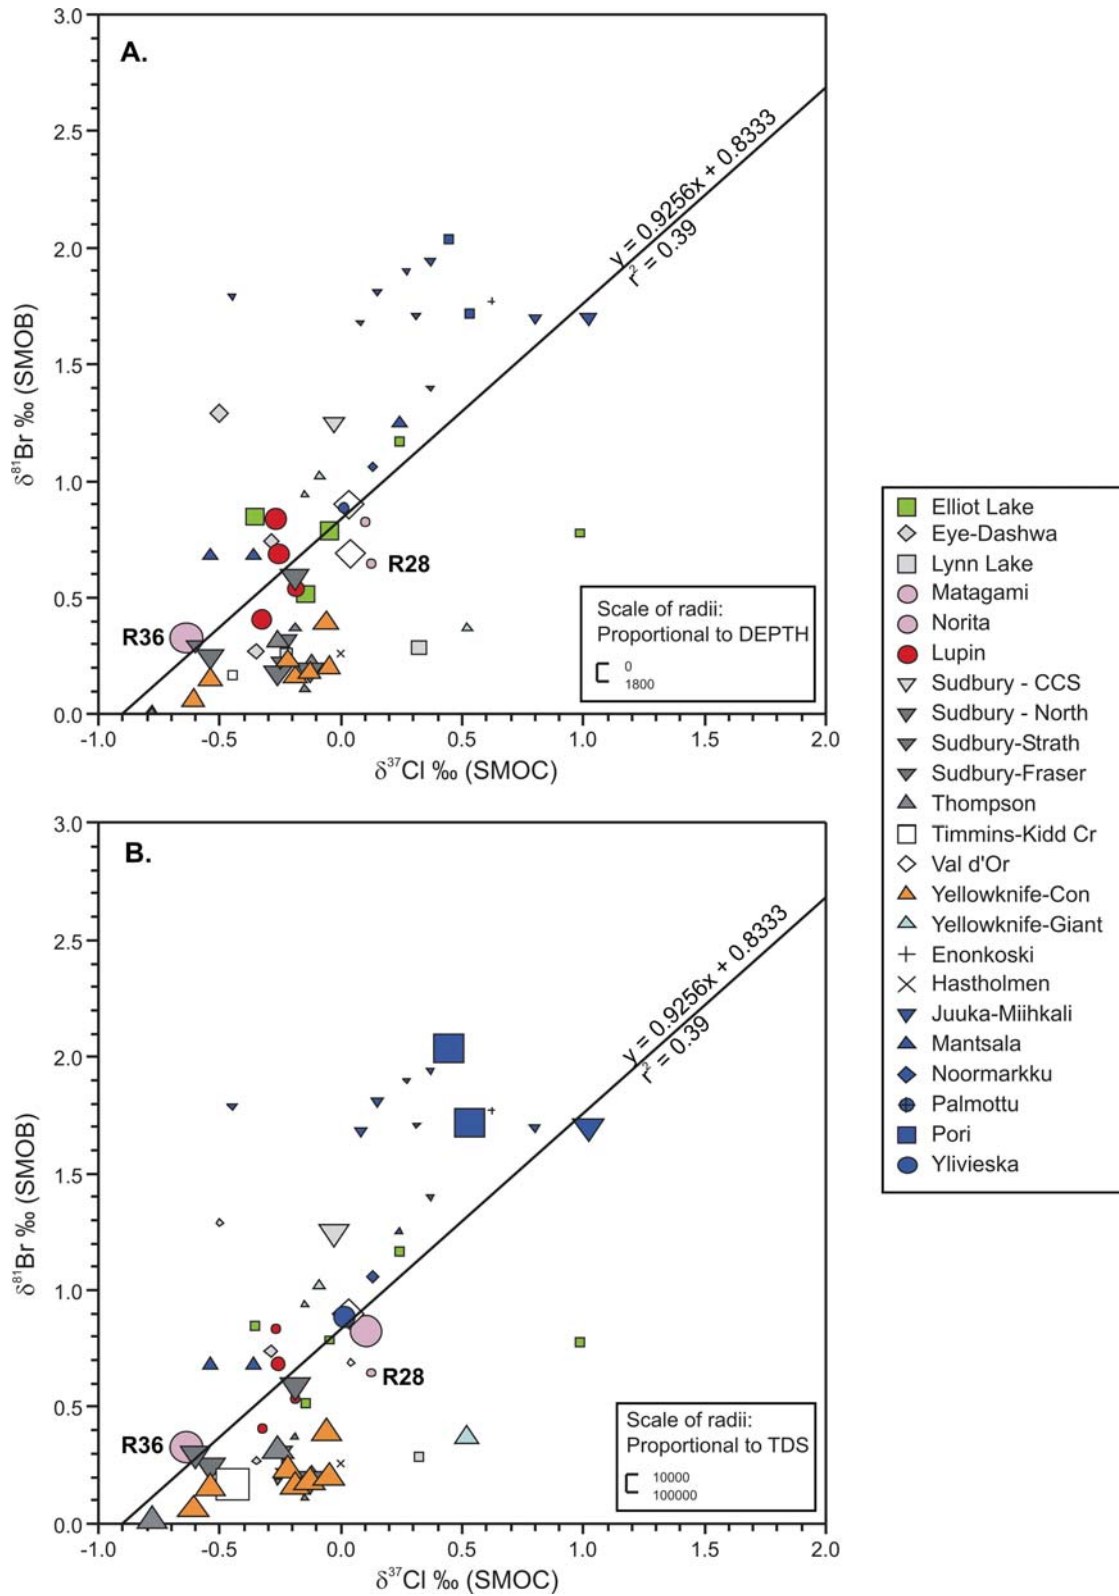 A.
3.0
2.5
2.0
1.5
1.0
0.5
0.0
δ81Br ‰ (SMOB)
y = 0.9256x + 0.8333
r2 = 0.39
R28
R36
Scale of radii:
Proportional to DEPTH
0
1800
-1.0 -0.5 0.0 0.5 1.0 1.5 2.0
δ37Cl ‰ (SMOC)
B.
3.0
2.5
2.0
1.5
1.0
0.5
0.0
δ81Br ‰ (SMOB)
y = 0.9256x + 0.8333
r2 = 0.39
R28
R36
Scale of radii:
Proportional to TDS
10000
100000
-1.0 -0.5 0.0 0.5 1.0 1.5 2.0
δ37Cl ‰ (SMOC)
Elliot Lake
Eye-Dashwa
Lynn Lake
Matagami
Norita
Lupin
Sudbury - CCS
Sudbury - North
Sudbury-Strath
Sudbury-Fraser
Thompson
Timmins-Kidd Cr
Val d'Or
Yellowknife-Con
Yellowknife-Giant
Enonkoski
Hastholmen
Juuka-Miihkali
Mantsala
Noormarkku
Palmottu
Pori
Ylivieska